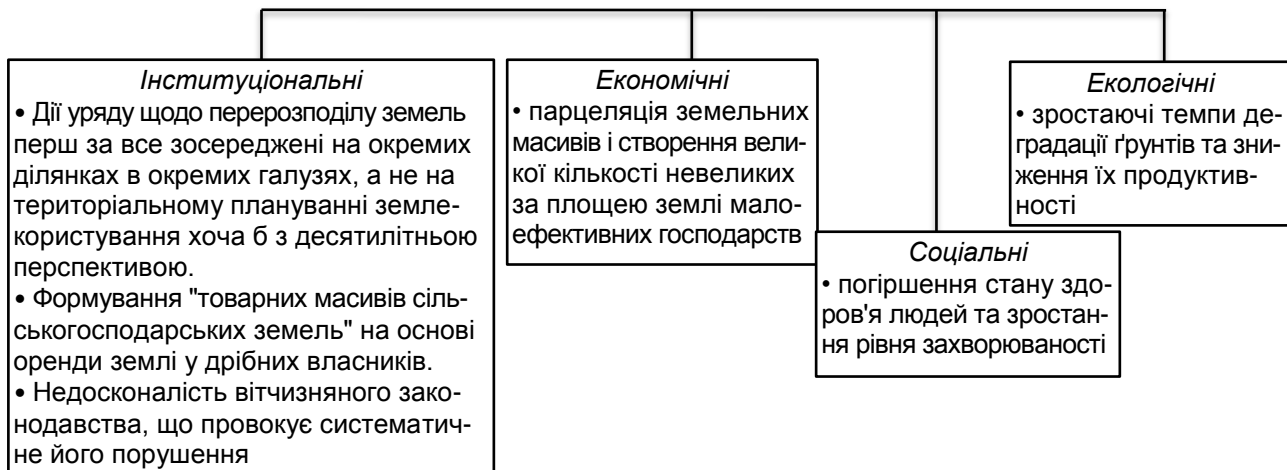 Інституціональні
• Дії уряду щодо перерозподілу земель
перш за все зосереджені на окремих
ділянках в окремих галузях, а не на
територіальному плануванні земле-
користування хоча б з десятилітньою
перспективою.
• Формування "товарних масивів сіль-
ськогосподарських земель" на основі
оренди землі у дрібних власників.
• Недосконалість вітчизняного зако-
нодавства, що провокує систематич-
не його порушення
Економічні
• парцеляція земельних
масивів і створення вели-
кої кількості невеликих
за площею землі мало-
ефективних господарств
Соціальні
• погіршення стану здо-
ров'я людей та зростан-
ня рівня захворюваності
Екологічні
• зростаючі темпи де-
градації ґрунтів та зни-
ження їх продуктив-
ності